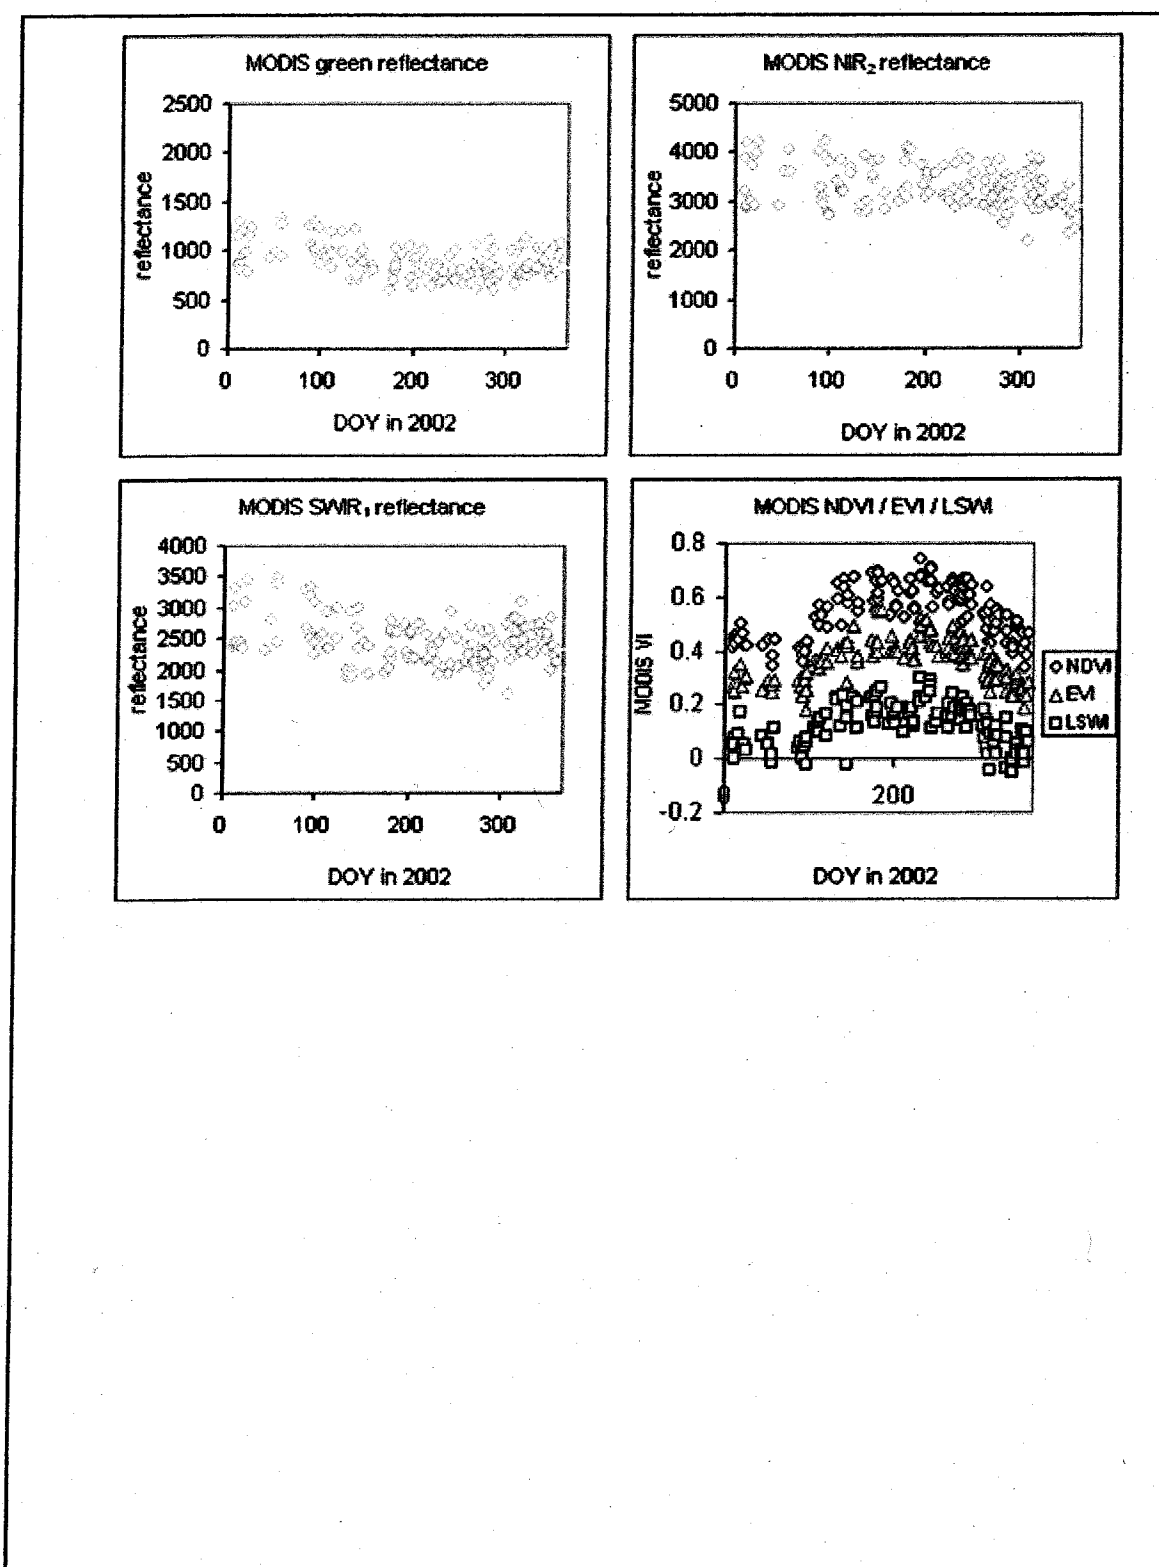 MODIS green reflectance
2500
2000
1500
1000
500
0
reflectance
0 100 200 300
DOY in 2002
MODIS NIR₂ reflectance
5000
4000
3000
2000
1000
0
reflectance
0 100 200 300
DOY in 2002
MODIS SWIR₁ reflectance
4000
3500
3000
2500
2000
1500
1000
500
0
reflectance
0 100 200 300
DOY in 2002
MODIS NDVI / EVI / LSWI
0.8
0.6
0.4
0.2
0
-0.2
MODIS VI
0 200
DOY in 2002
NDVI
EVI
LSWI